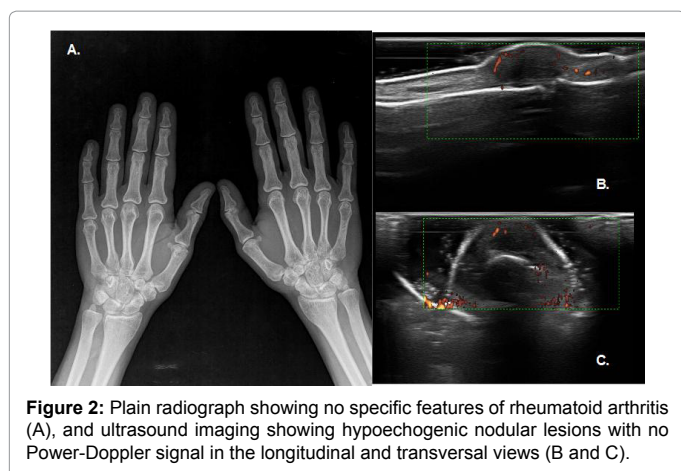 A.
B.
C.
Figure 2: Plain radiograph showing no specific features of rheumatoid arthritis
(A), and ultrasound imaging showing hypoechogenic nodular lesions with no
Power-Doppler signal in the longitudinal and transversal views (B and C).